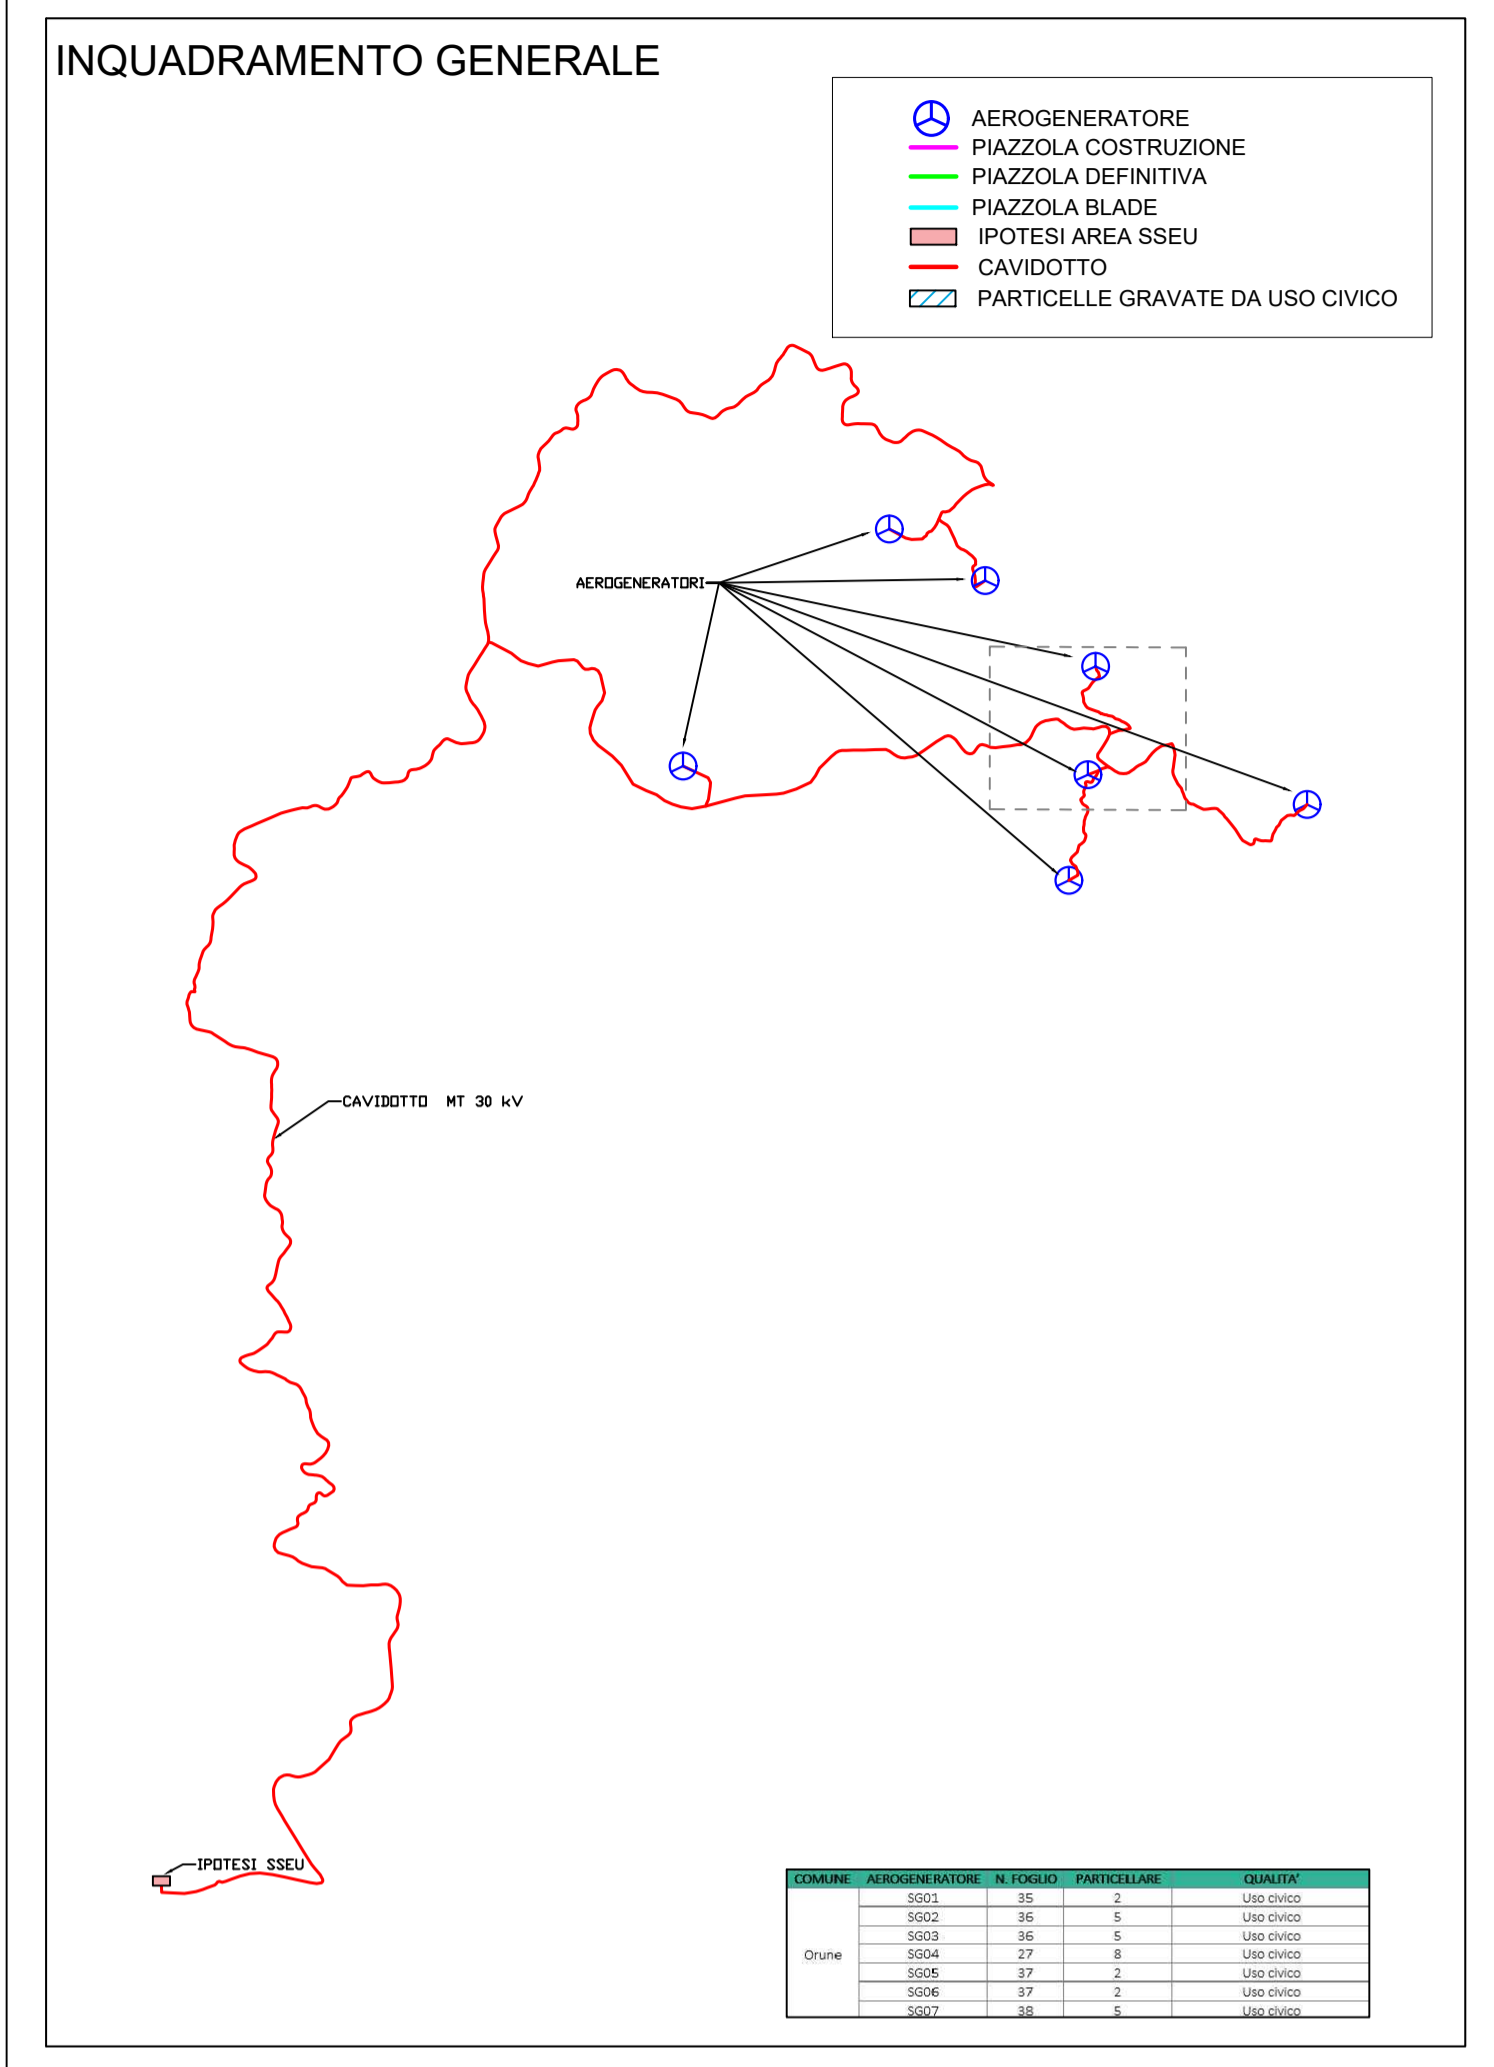 INQUADRAMENTO GENERALE
AEROGENERATORE
PIAZZOLA COSTRUZIONE
PIAZZOLA DEFINITIVA
PIAZZOLA BLADE
IPOTESI AREA SSEU
CAVIDOTTO
PARTICELLE GRAVATE DA USO CIVICO
AEROGENERATORI
CAVIDOTTO MT 30 kV
IPOTESI SSEU
COMUNE AEROGENERATORE N. FOGLIO PARTICELLARE QUALITA'
SG01 35 2 Uso civico
SG02 36 5 Uso civico
SG03 36 5 Uso civico
Orune SG04 27 8 Uso civico
SG05 37 2 Uso civico
SG06 37 2 Uso civico
SG07 38 5 Uso civico